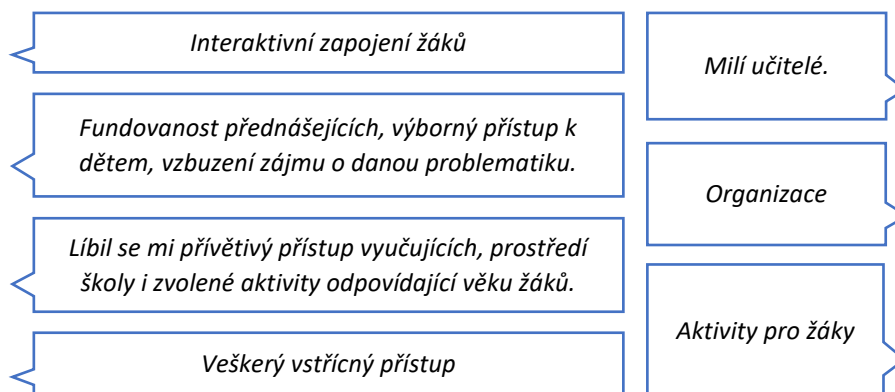 Interaktivní zapojení žáků
Fundovanost přednášejících, výborný přístup k
dětem, vzbuzení zájmu o danou problematiku.
Líbil se mi přívětivý přístup vyučujících, prostředí
školy i zvolené aktivity odpovídající věku žáků.
Veškerý vstřícný přístup
Milí učitelé.
Organizace
Aktivity pro žáky